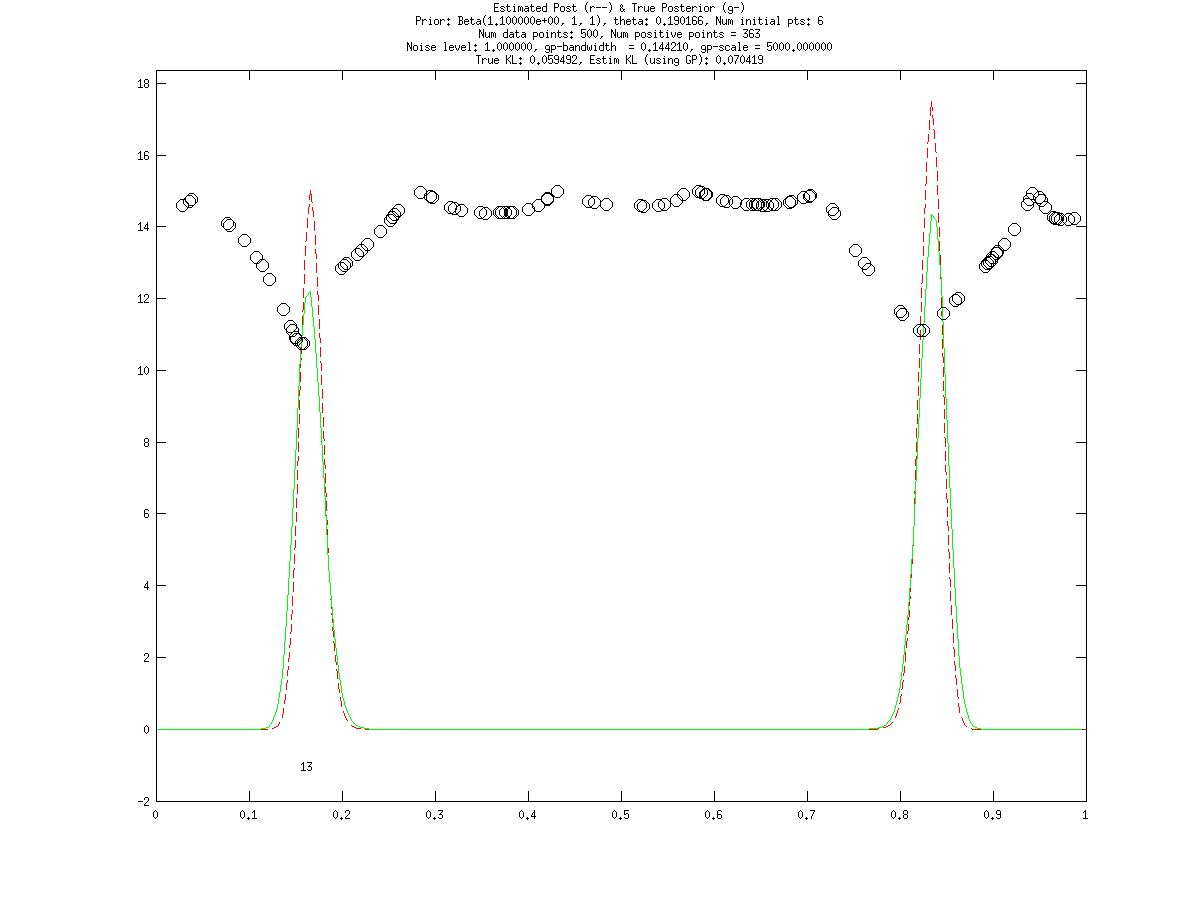 Estimated Post (r--) & True Posterior (g-)
Prior: Beta(1.100000e+00, 1, 1), theta: 0.190166, Num initial pts: 6
Num data points: 500, Num positive points = 363
Noise level: 1.000000, gp-bandwidth  = 0.144210, gp-scale = 5000.000000
True KL: 0.059492, Estim KL (using GP): 0.070419
18
16
14
12
10
8
6
4
2
0
13
-2
0 0.1 0.2 0.3 0.4 0.5 0.6 0.7 0.8 0.9 1